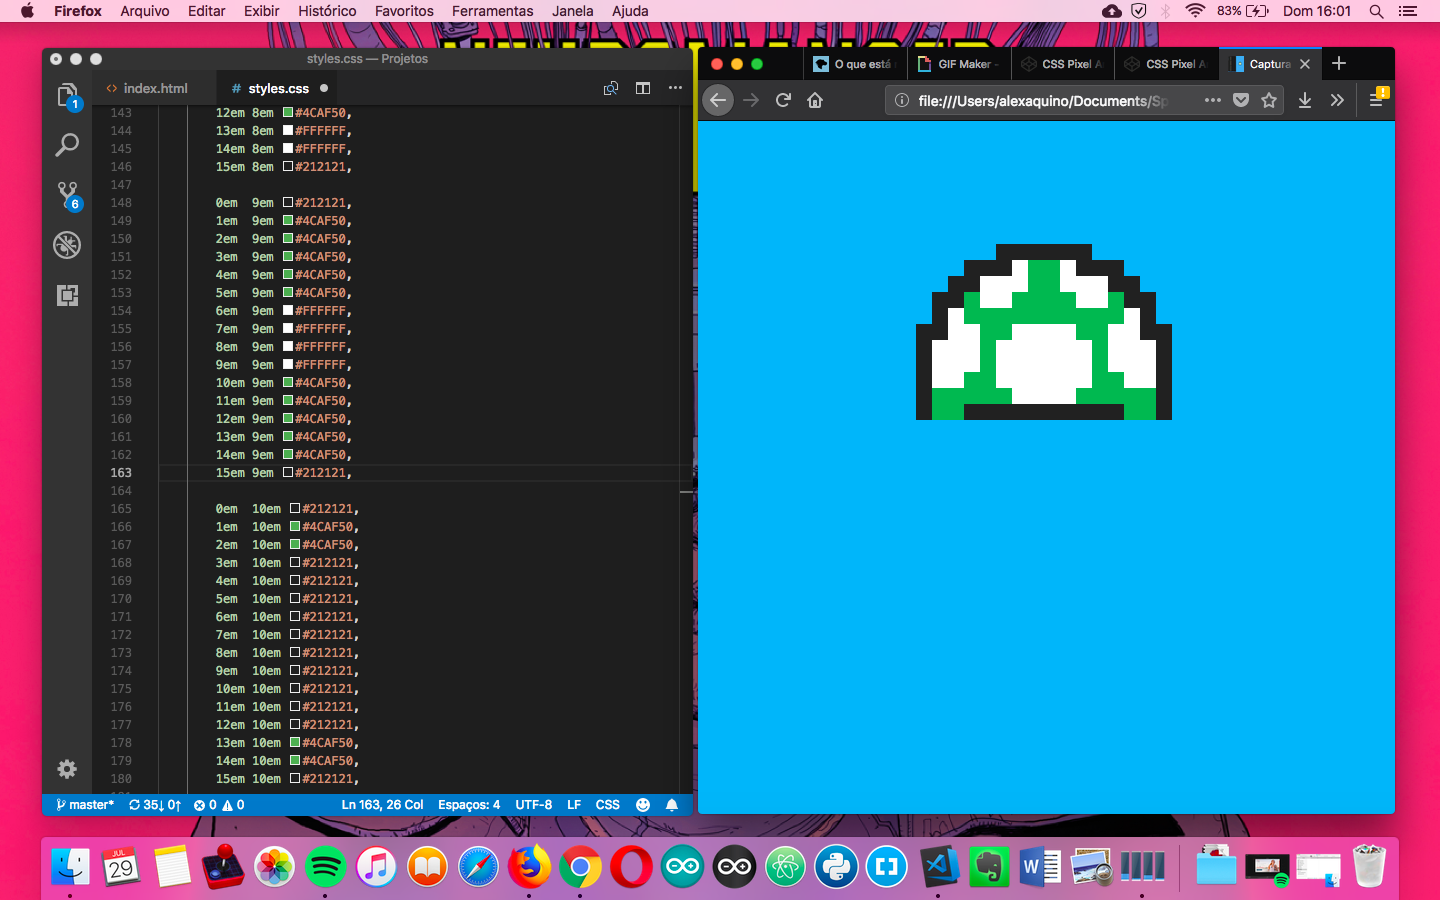 Firefox Arquivo Editar Exibir Histórico Favoritos Ferramentas Janela Ajuda 83% Dom 16:01
styles.css — Projetos
<> index.html # styles.css
143 12em 8em #4CAF50,
144 13em 8em #FFFFFF,
145 14em 8em #FFFFFF,
146 15em 8em #212121,
147
148 0em 9em #212121,
149 1em 9em #4CAF50,
150 2em 9em #4CAF50,
151 3em 9em #4CAF50,
152 4em 9em #4CAF50,
153 5em 9em #4CAF50,
154 6em 9em #FFFFFF,
155 7em 9em #FFFFFF,
156 8em 9em #FFFFFF,
157 9em 9em #FFFFFF,
158 10em 9em #4CAF50,
159 11em 9em #4CAF50,
160 12em 9em #4CAF50,
161 13em 9em #4CAF50,
162 14em 9em #4CAF50,
163 15em 9em #212121,
164
165 0em 10em #212121,
166 1em 10em #4CAF50,
167 2em 10em #4CAF50,
168 3em 10em #212121,
169 4em 10em #212121,
170 5em 10em #212121,
171 6em 10em #212121,
172 7em 10em #212121,
173 8em 10em #212121,
174 9em 10em #212121,
175 10em 10em #212121,
176 11em 10em #212121,
177 12em 10em #212121,
178 13em 10em #4CAF50,
179 14em 10em #4CAF50,
180 15em 10em #212121,
1
6
master* 35↓ 0↑ 0 0 Ln 163, 26 Col Espaços: 4 UTF-8 LF CSS
O que está GIF Maker - CSS Pixel A CSS Pixel A Captura
file:///Users/alexaquino/Documents/Sp
JUL
29